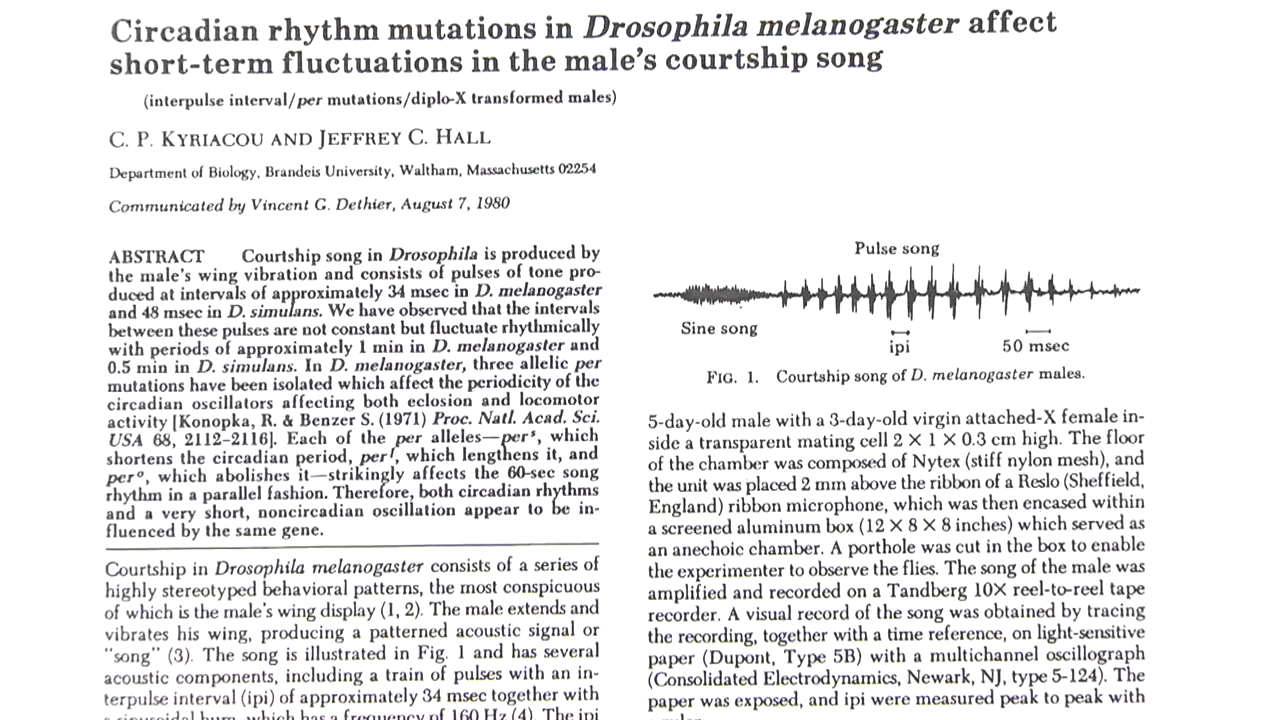 Circadian rhythm mutations in Drosophila melanogaster affect
short-term fluctuations in the male's courtship song
(interpulse interval/per mutations/diplo-X transformed males)
C. P. KYRIACOU AND JEFFREY C. HALL
Department of Biology, Brandeis University, Waltham, Massachusetts 02254
Communicated by Vincent G. Dethier, August 7, 1980
ABSTRACT Courtship song in Drosophila is produced by
the male's wing vibration and consists of pulses of tone pro-
duced at intervals of approximately 34 msec in D. melanogaster
and 48 msec in D. simulans. We have observed that the intervals
between these pulses are not constant but fluctuate rhythmically
with periods of approximately 1 min in D. melanogaster and
0.5 min in D. simulans. In D. melanogaster, three allelic per
mutations have been isolated which affect the periodicity of the
circadian oscillators affecting both eclosion and locomotor
activity [Konopka, R. & Benzer S. (1971) Proc. Natl. Acad. Sci.
USA 68, 2112–2116]. Each of the per alleles—perˢ, which
shortens the circadian period, perˡ, which lengthens it, and
perᵒ, which abolishes it—strikingly affects the 60-sec song
rhythm in a parallel fashion. Therefore, both circadian rhythms
and a very short, noncircadian oscillation appear to be in-
fluenced by the same gene.
Courtship in Drosophila melanogaster consists of a series of
highly stereotyped behavioral patterns, the most conspicuous
of which is the male's wing display (1, 2). The male extends and
vibrates his wing, producing a patterned acoustic signal or
"song" (3). The song is illustrated in Fig. 1 and has several
acoustic components, including a train of pulses with an in-
terpulse interval (ipi) of approximately 34 msec together with
a sinusoidal hum, which has a frequency of 160 Hz (4). The ipi
Pulse song
Sine song
ipi
50 msec
FIG. 1. Courtship song of D. melanogaster males.
5-day-old male with a 3-day-old virgin attached-X female in-
side a transparent mating cell 2 × 1 × 0.3 cm high. The floor
of the chamber was composed of Nytex (stiff nylon mesh), and
the unit was placed 2 mm above the ribbon of a Reslo (Sheffield,
England) ribbon microphone, which was then encased within
a screened aluminum box (12 × 8 × 8 inches) which served as
an anechoic chamber. A porthole was cut in the box to enable
the experimenter to observe the flies. The song of the male was
amplified and recorded on a Tandberg 10X reel-to-reel tape
recorder. A visual record of the song was obtained by tracing
the recording, together with a time reference, on light-sensitive
paper (Dupont, Type 5B) with a multichannel oscillograph
(Consolidated Electrodynamics, Newark, NJ, type 5-124). The
paper was exposed, and ipi were measured peak to peak with